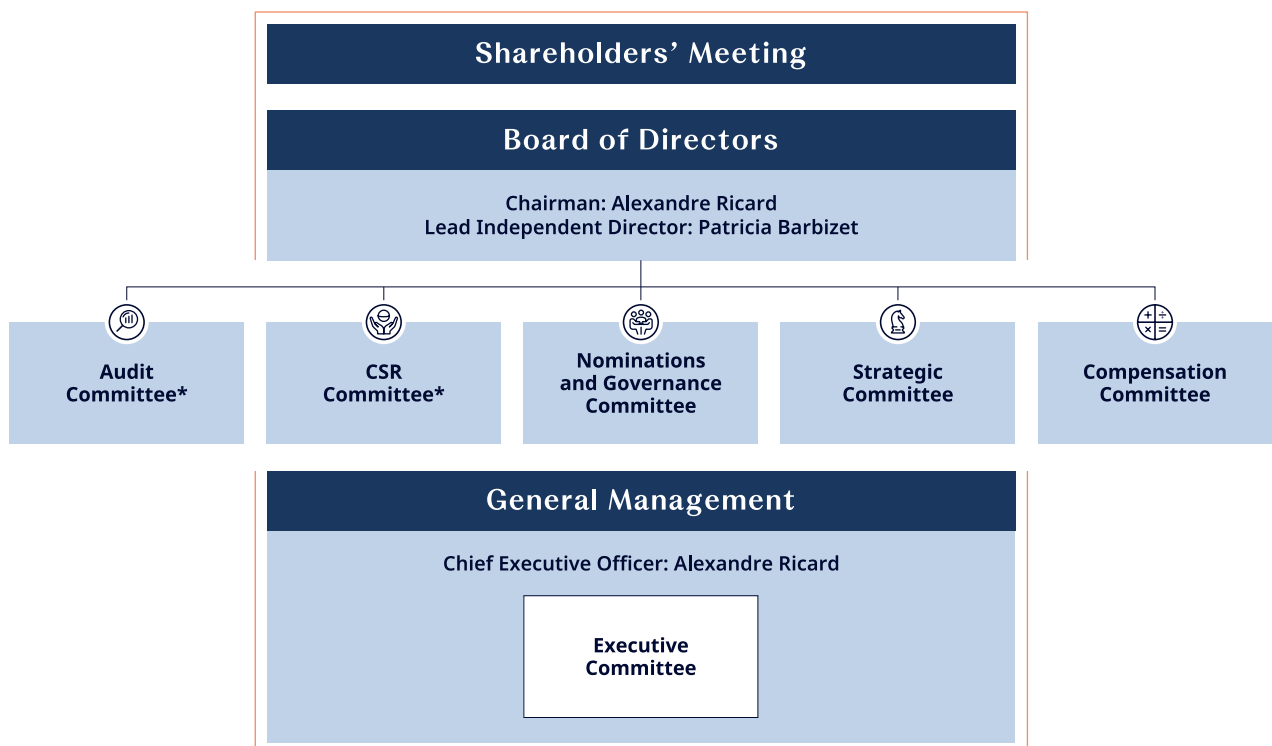 Shareholders’ Meeting
Board of Directors
Chairman: Alexandre Ricard
Lead Independent Director: Patricia Barbizet
Audit
Committee*
CSR
Committee*
Nominations
and Governance
Committee
Strategic
Committee
Compensation
Committee
General Management
Chief Executive Officer: Alexandre Ricard
Executive
Committee